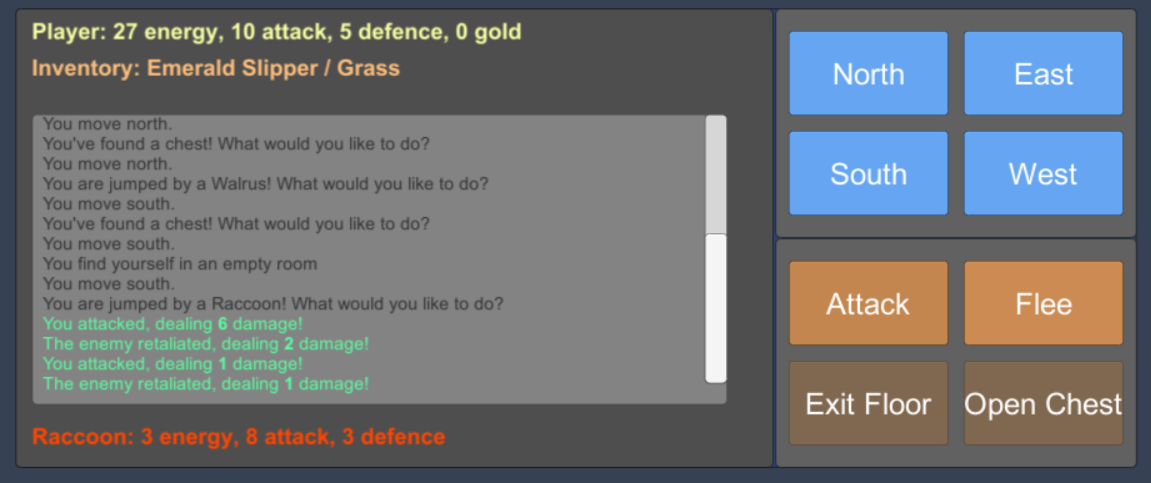 Player: 27 energy, 10 attack, 5 defence, 0 gold
Inventory: Emerald Slipper / Grass
You move north.
You've found a chest! What would you like to do?
You move north.
You are jumped by a Walrus! What would you like to do?
You move south.
You've found a chest! What would you like to do?
You move south.
You find yourself in an empty room
You move south.
You are jumped by a Raccoon! What would you like to do?
You attacked, dealing 6 damage!
The enemy retaliated, dealing 2 damage!
You attacked, dealing 1 damage!
The enemy retaliated, dealing 1 damage!
Raccoon: 3 energy, 8 attack, 3 defence
North
East
South
West
Attack
Flee
Exit Floor
Open Chest